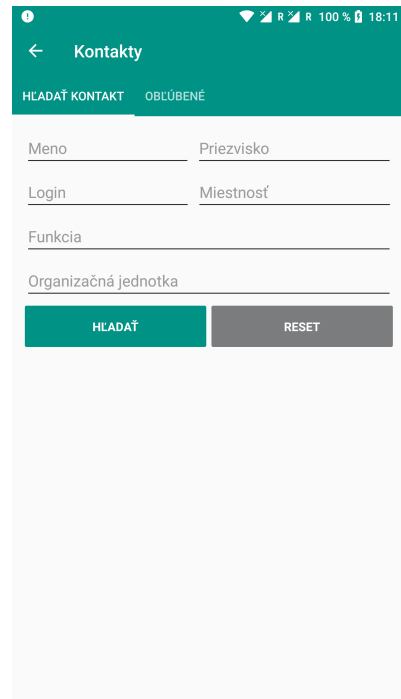 R R 100 % 18:11
Kontakty
HĽADAŤ KONTAKT OBĽÚBENÉ
Meno Priezvisko
Login Miestnosť
Funkcia
Organizačná jednotka
HĽADAŤ RESET